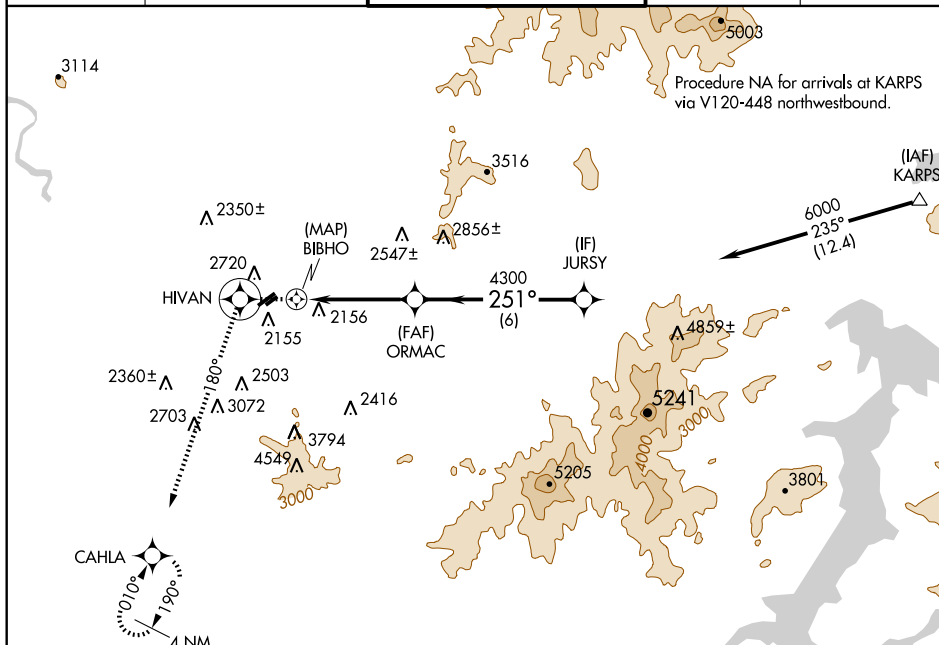 5003
3114
Procedure NA for arrivals at KARPS
via V120-448 northwestbound.
3516
(IAF)
KARPS
6000
235°
(12.4)
2350±
(MAP)
BIBHO
2547±
2856±
(IF)
JURSY
2720
4300
HIVAN
251°
(6)
2156
2155
(FAF)
ORMAC
4859±
180°
2360±
2503
3072
2416
2703
5241
3000
4000
3794
4549
3000
5205
3801
CAHLA
010°
190°
4 NM